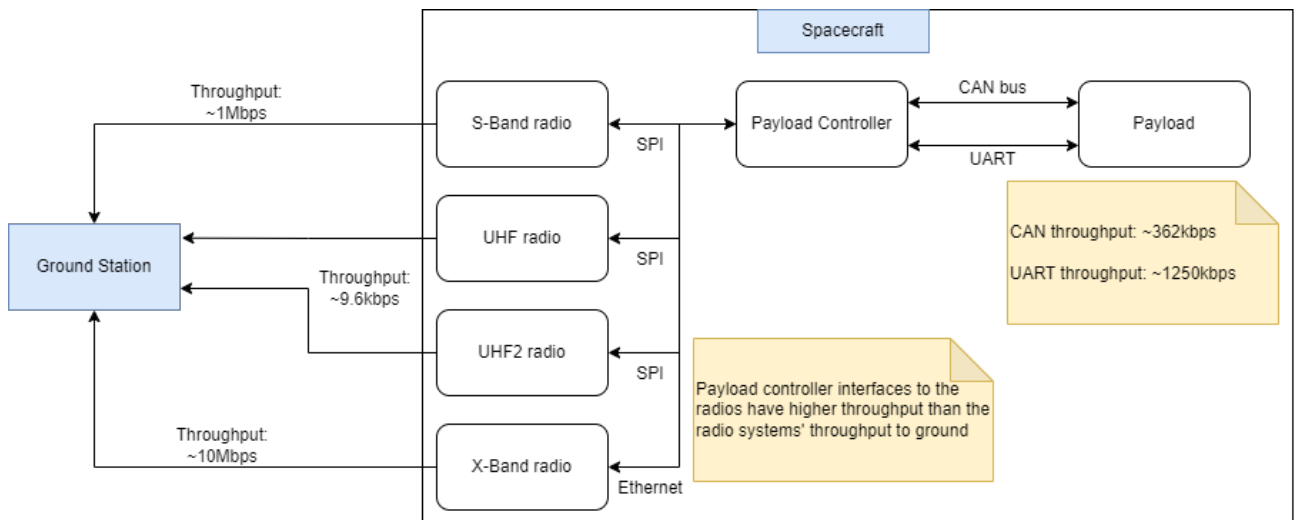 Spacecraft
Throughput:
~1Mbps
S-Band radio
SPI
Payload Controller
CAN bus
UART
Payload
CAN throughput: ~362kbps
UART throughput: ~1250kbps
Ground Station
UHF radio
SPI
Throughput:
~9.6kbps
UHF2 radio
SPI
Payload controller interfaces to the
radios have higher throughput than the
radio systems' throughput to ground
Throughput:
~10Mbps
X-Band radio
Ethernet